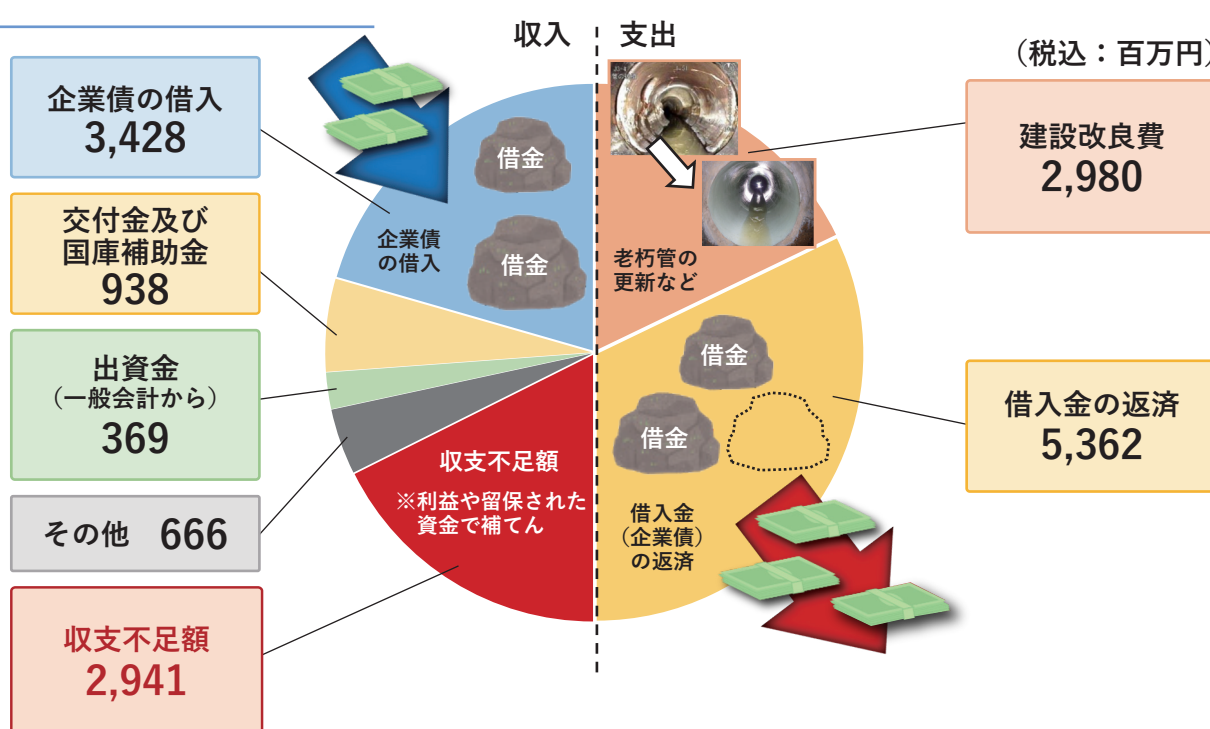 収入
支出
（税込：百万円）
企業債の借入
3,428
交付金及び
国庫補助金
938
出資金
（一般会計から）
369
その他 666
収支不足額
2,941
借金
借金
企業債
の借入
収支不足額
※利益や留保された
資金で補てん
老朽管の
更新など
借金
借金
借入金
（企業債）
の返済
建設改良費
2,980
借入金の返済
5,362